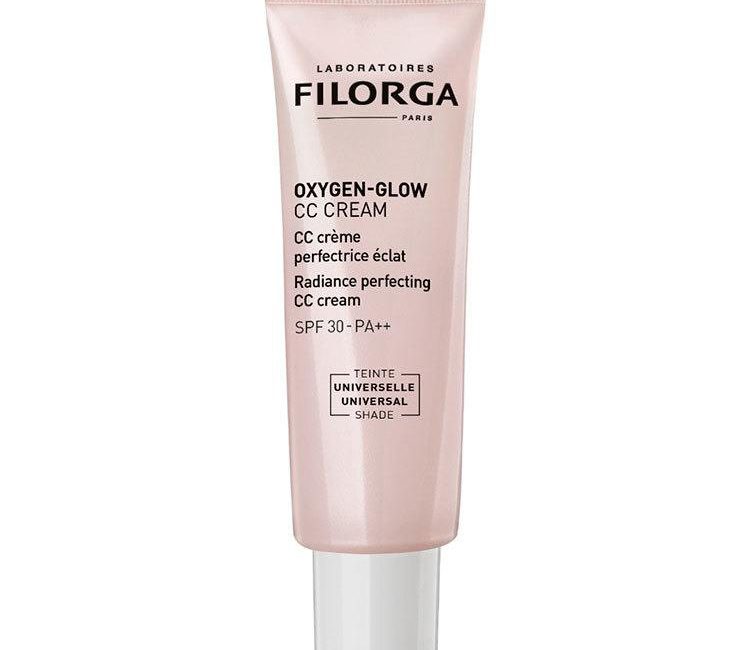 LABORATOIRES
FILORGA
PARIS
OXYGEN-GLOW
CC CREAM
CC crème
perfectrice éclat
Radiance perfecting
CC cream
SPF 30-PA++
TEINTE
UNIVERSELLE
UNIVERSAL
SHADE